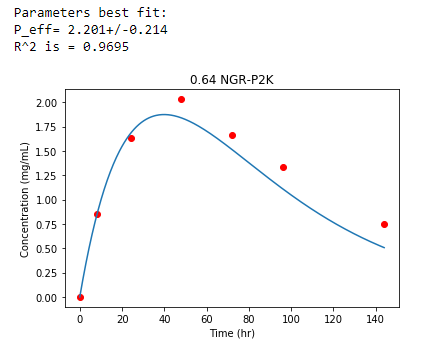 Parameters best fit:
P_eff= 2.201+/-0.214
R^2 is = 0.9695
0.64 NGR-P2K
2.00
1.75
1.50
1.25
1.00
0.75
0.50
0.25
0.00
Concentration (mg/mL)
0 20 40 60 80 100 120 140
Time (hr)